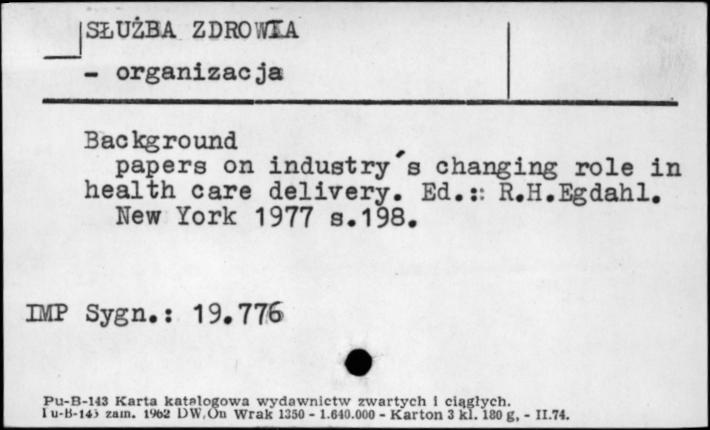 SŁUŻBA ZDROWIA
- organizacja
Background
papers on industry´s changing role in
health care delivery. Ed.: R.H.Egdahl.
New York 1977 s.198.
IMP Sygn.: 19.776
Pu-B-143 Karta katalogowa wydawnictw zwartych i ciągłych.
Pu-B-143 zam. 1962 DW.On Wrak 1350 - 1.640.000 - Karton 3 kl. 180 g, - II.74.